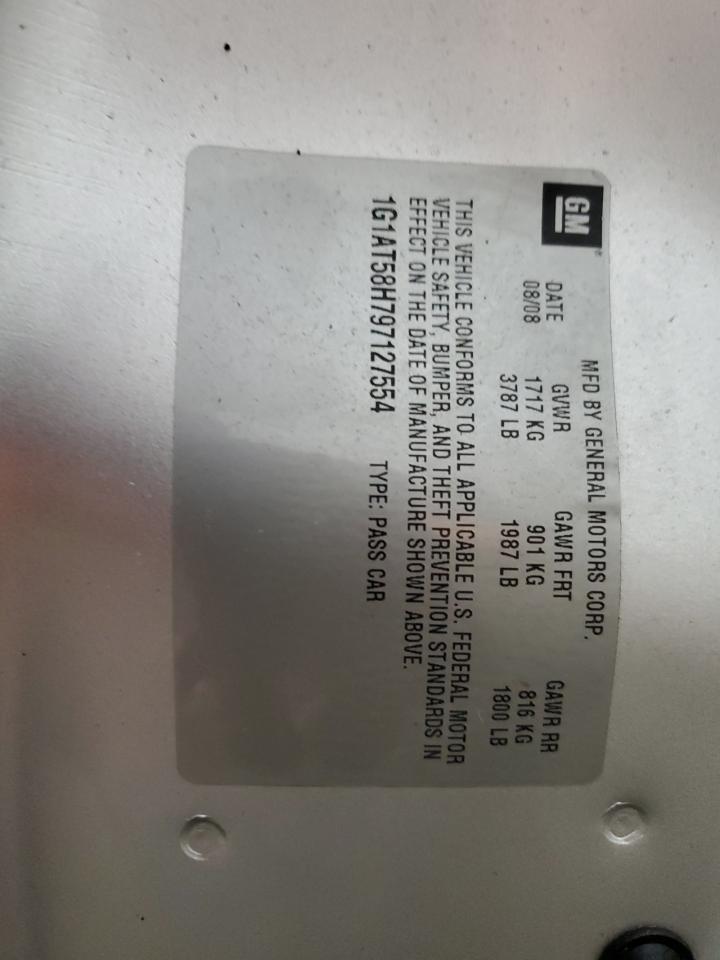 GM
MFD BY GENERAL MOTORS CORP.
DATE GVWR GAWR FRT GAWR RR
08/08 1717 KG 901 KG 816 KG
3787 LB 1987 LB 1800 LB
THIS VEHICLE CONFORMS TO ALL APPLICABLE U.S. FEDERAL MOTOR
VEHICLE SAFETY, BUMPER, AND THEFT PREVENTION STANDARDS IN
EFFECT ON THE DATE OF MANUFACTURE SHOWN ABOVE.
1G1AT58H797127554 TYPE: PASS CAR